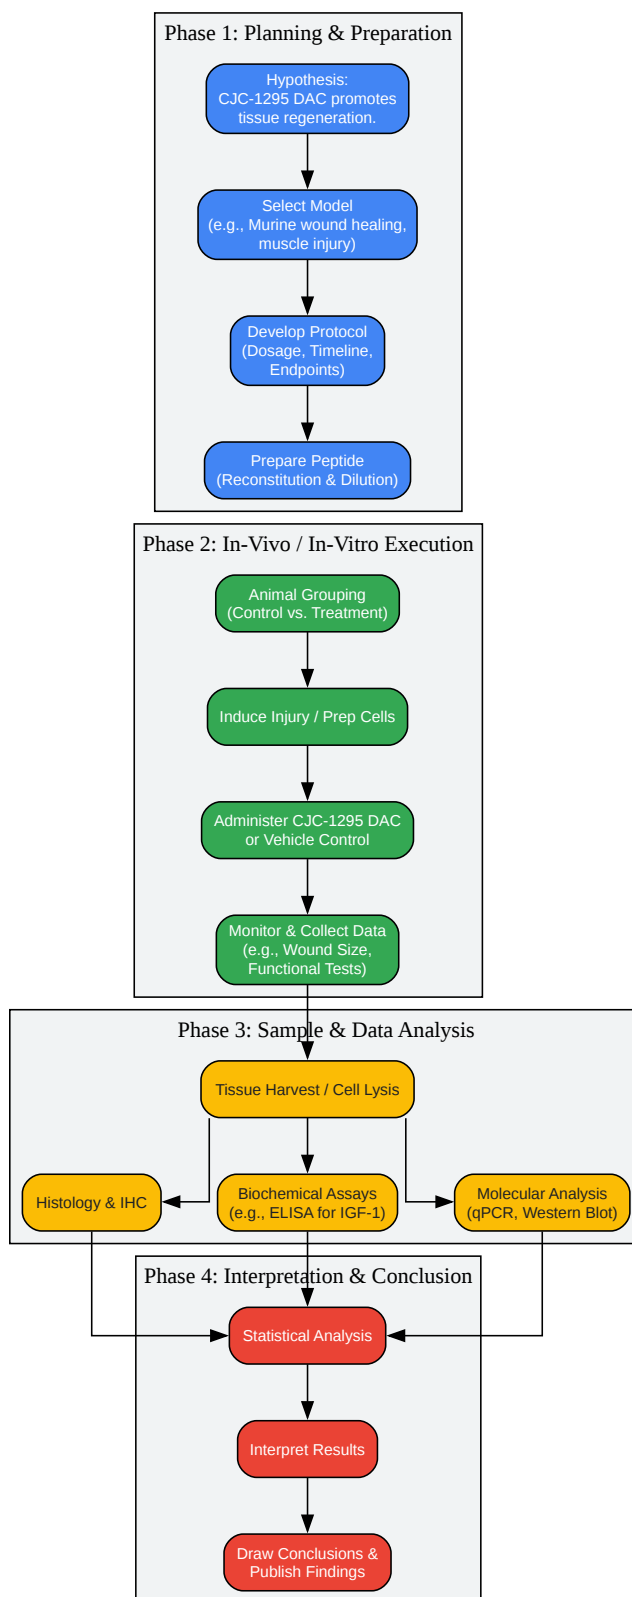 Phase 1: Planning & Preparation
Hypothesis:
CJC-1295 DAC promotes
tissue regeneration.
Select Model
(e.g., Murine wound healing,
muscle injury)
Develop Protocol
(Dosage, Timeline,
Endpoints)
Prepare Peptide
(Reconstitution & Dilution)
Phase 2: In-Vivo / In-Vitro Execution
Animal Grouping
(Control vs. Treatment)
Induce Injury / Prep Cells
Administer CJC-1295 DAC
or Vehicle Control
Monitor & Collect Data
(e.g., Wound Size,
Functional Tests)
Phase 3: Sample & Data Analysis
Tissue Harvest / Cell Lysis
Histology & IHC
Biochemical Assays
(e.g., ELISA for IGF-1)
Molecular Analysis
(qPCR, Western Blot)
Phase 4: Interpretation & Conclusion
Statistical Analysis
Interpret Results
Draw Conclusions &
Publish Findings